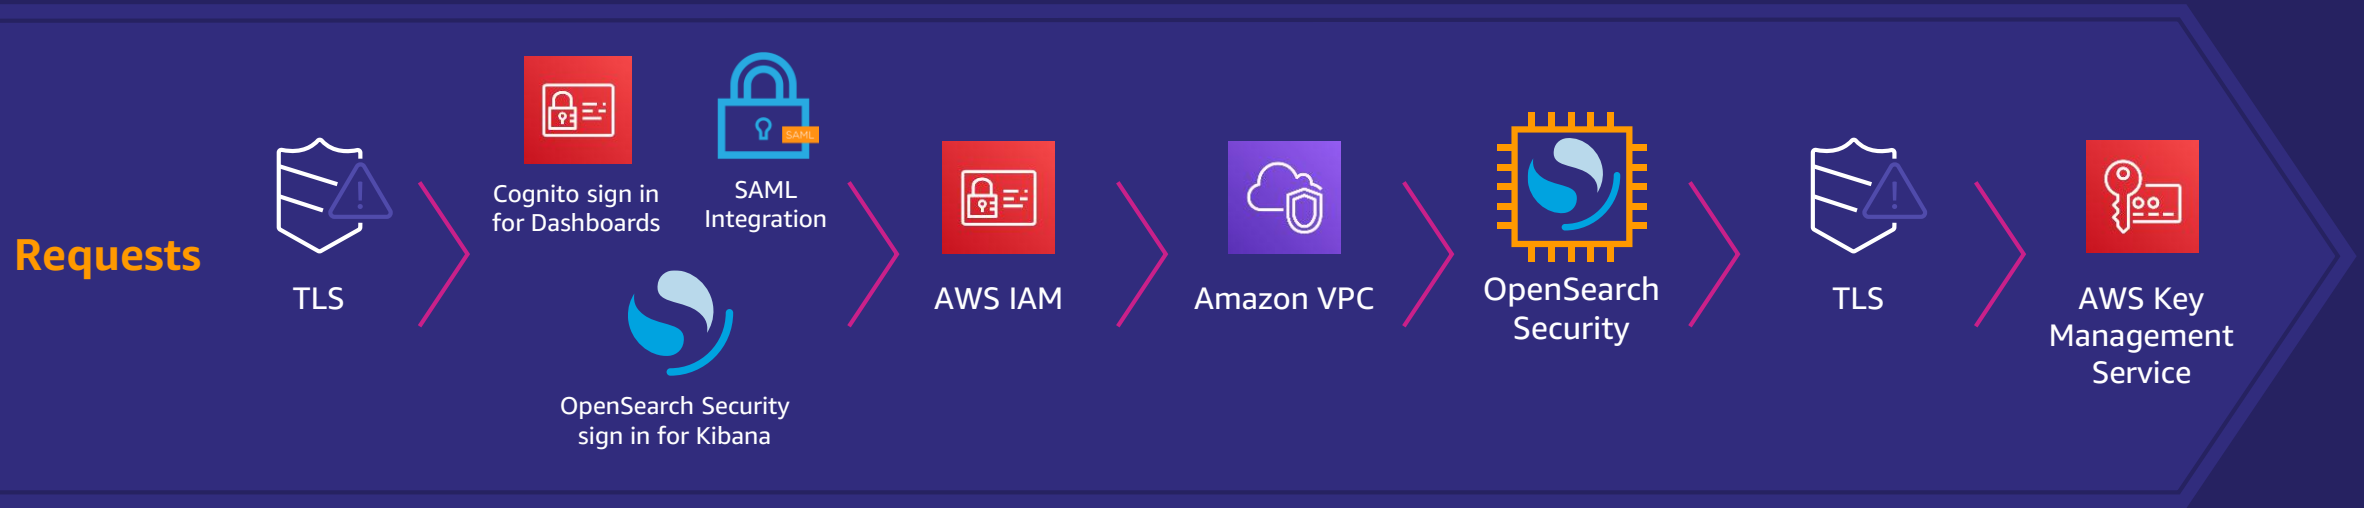 Requests
TLS
Cognito sign in
for Dashboards
SAML
SAML
Integration
OpenSearch Security
sign in for Kibana
AWS IAM
Amazon VPC
OpenSearch
Security
TLS
AWS Key
Management
Service